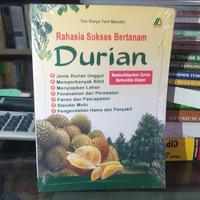 Tim Karya Tani Mandiri
Rahasia Sukses Bertanam
Durian
Jenis Durian Unggul
Memperbanyak Bibit
Menyiapkan Lahan
Penanaman dan Perawatan
Panen dan Pascapanen
Standar Mutu
Pengendalian Hama dan Penyakit
Membudidayakan Durian
Berkualitas Ekspor